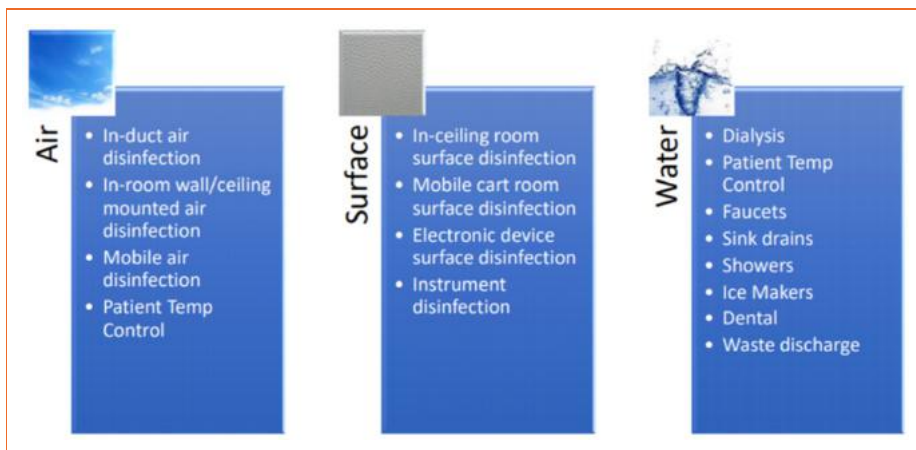 Air
• In-duct air
disinfection
• In-room wall/ceiling
mounted air
disinfection
• Mobile air
disinfection
• Patient Temp
Control
Surface
• In-ceiling room
surface disinfection
• Mobile cart room
surface disinfection
• Electronic device
surface disinfection
• Instrument
disinfection
Water
• Dialysis
• Patient Temp
Control
• Faucets
• Sink drains
• Showers
• Ice Makers
• Dental
• Waste discharge